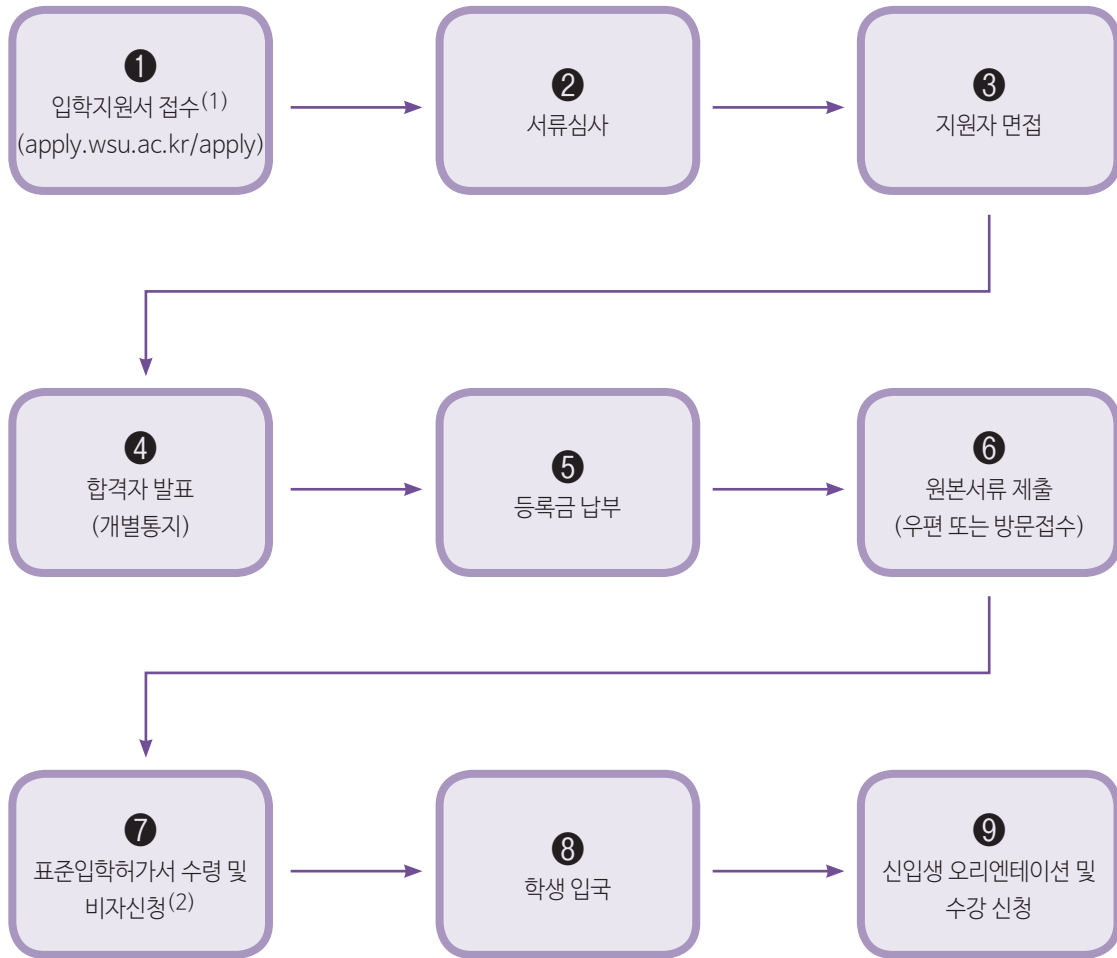 ❶
입학지원서 접수(1)
(apply.wsu.ac.kr/apply)
❷
서류심사
❸
지원자 면접
❹
합격자 발표
(개별통지)
❺
등록금 납부
❻
원본서류 제출
(우편 또는 방문접수)
❼
표준입학허가서 수령 및
비자신청(2)
❽
학생 입국
❾
신입생 오리엔테이션 및
수강 신청